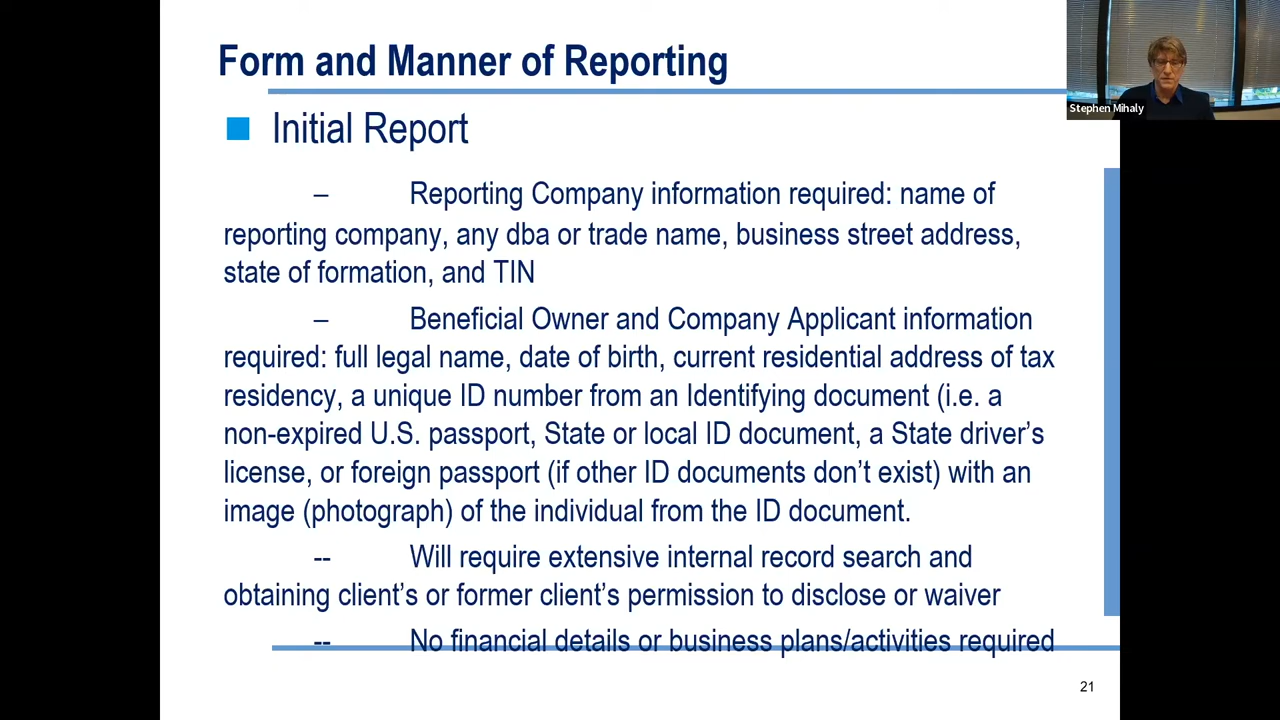 Form and Manner of Reporting
Stephen Mihaly
Initial Report
– Reporting Company information required: name of
reporting company, any dba or trade name, business street address,
state of formation, and TIN
– Beneficial Owner and Company Applicant information
required: full legal name, date of birth, current residential address of tax
residency, a unique ID number from an Identifying document (i.e. a
non-expired U.S. passport, State or local ID document, a State driver’s
license, or foreign passport (if other ID documents don’t exist) with an
image (photograph) of the individual from the ID document.
-- Will require extensive internal record search and
obtaining client’s or former client’s permission to disclose or waiver
-- No financial details or business plans/activities required
21